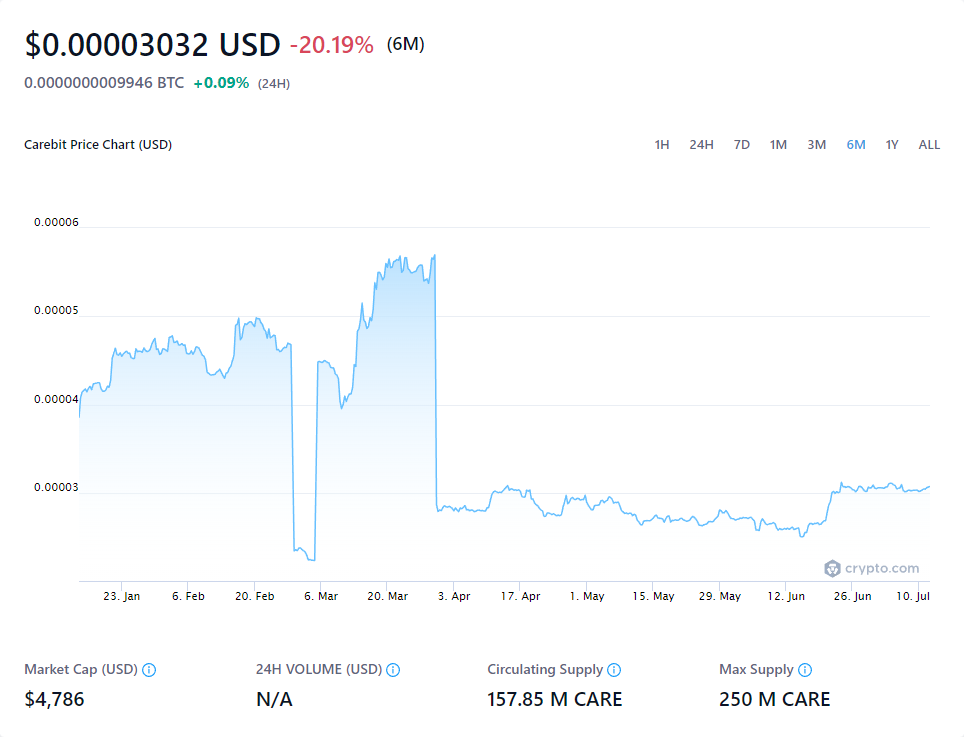 $0.00003032 USD -20.19% (6M)
0.0000000009946 BTC +0.09% (24H)
Carebit Price Chart (USD)
1H 24H 7D 1M 3M 6M 1Y ALL
0.00006
0.00005
0.00004
0.00003
crypto.com
23. Jan 6. Feb 20. Feb 6. Mar 20. Mar 3. Apr 17. Apr 1. May 15. May 29. May 12. Jun 26. Jun 10. Jul
Market Cap (USD) 24H VOLUME (USD) Circulating Supply Max Supply
$4,786 N/A 157.85 M CARE 250 M CARE